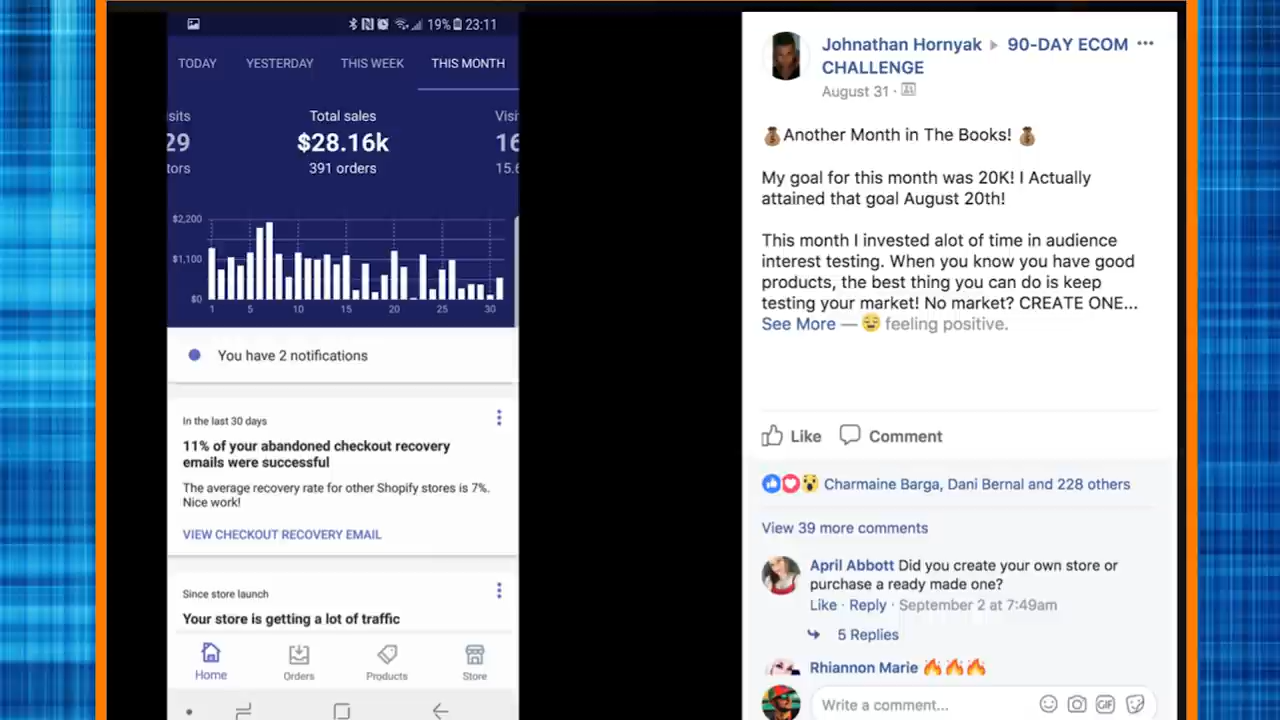 19% 23:11
TODAY YESTERDAY THIS WEEK THIS MONTH
sits Total sales Visi
29 $28.16k 16
tors 391 orders 15.6
$2,200
$1,100
$0
1 5 10 15 20 25 30
You have 2 notifications
In the last 30 days
11% of your abandoned checkout recovery
emails were successful
The average recovery rate for other Shopify stores is 7%.
Nice work!
VIEW CHECKOUT RECOVERY EMAIL
Since store launch
Your store is getting a lot of traffic
Home Orders Products Store
Johnathan Hornyak ▸ 90-DAY ECOM
CHALLENGE
August 31 ·
💰Another Month in The Books! 💰
My goal for this month was 20K! I Actually
attained that goal August 20th!
This month I invested alot of time in audience
interest testing. When you know you have good
products, the best thing you can do is keep
testing your market! No market? CREATE ONE...
See More — feeling positive.
Like Comment
Charmaine Barga, Dani Bernal and 228 others
View 39 more comments
April Abbott Did you create your own store or
purchase a ready made one?
Like · Reply · September 2 at 7:49am
5 Replies
Rhiannon Marie 🔥🔥🔥
Write a comment...
GIF